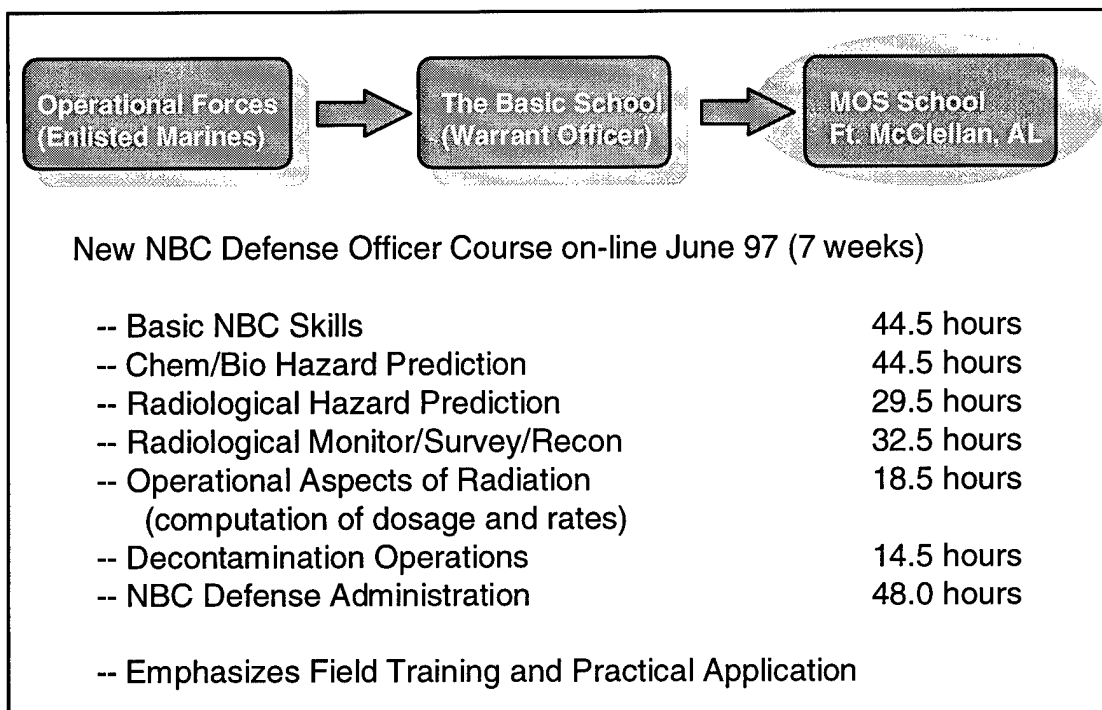 Operational Forces
(Enlisted Marines)
The Basic School
(Warrant Officer)
MOS School
Ft. McClellan, AL
New NBC Defense Officer Course on-line June 97 (7 weeks)
-- Basic NBC Skills 44.5 hours
-- Chem/Bio Hazard Prediction 44.5 hours
-- Radiological Hazard Prediction 29.5 hours
-- Radiological Monitor/Survey/Recon 32.5 hours
-- Operational Aspects of Radiation 18.5 hours
(computation of dosage and rates)
-- Decontamination Operations 14.5 hours
-- NBC Defense Administration 48.0 hours
-- Emphasizes Field Training and Practical Application